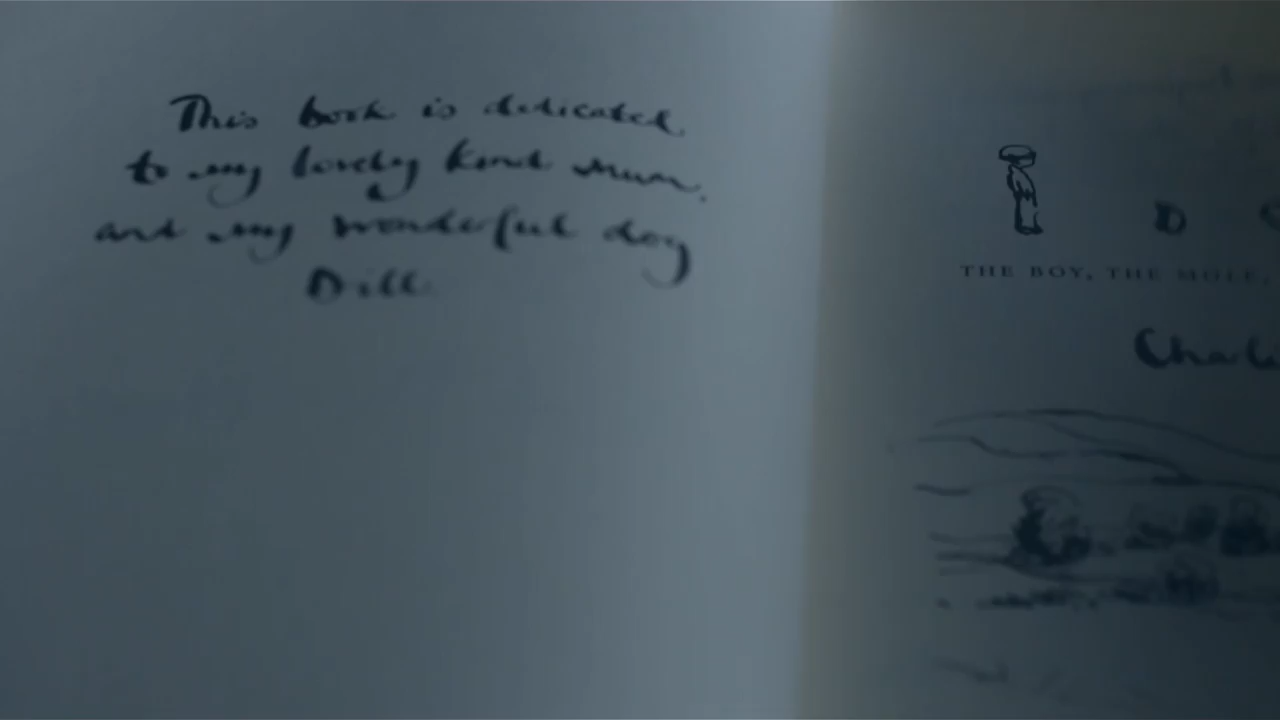 This book is dedicated
to my lovely kind Mum,
and my wonderful dog
Dill.
THE BOY, THE MOLE,